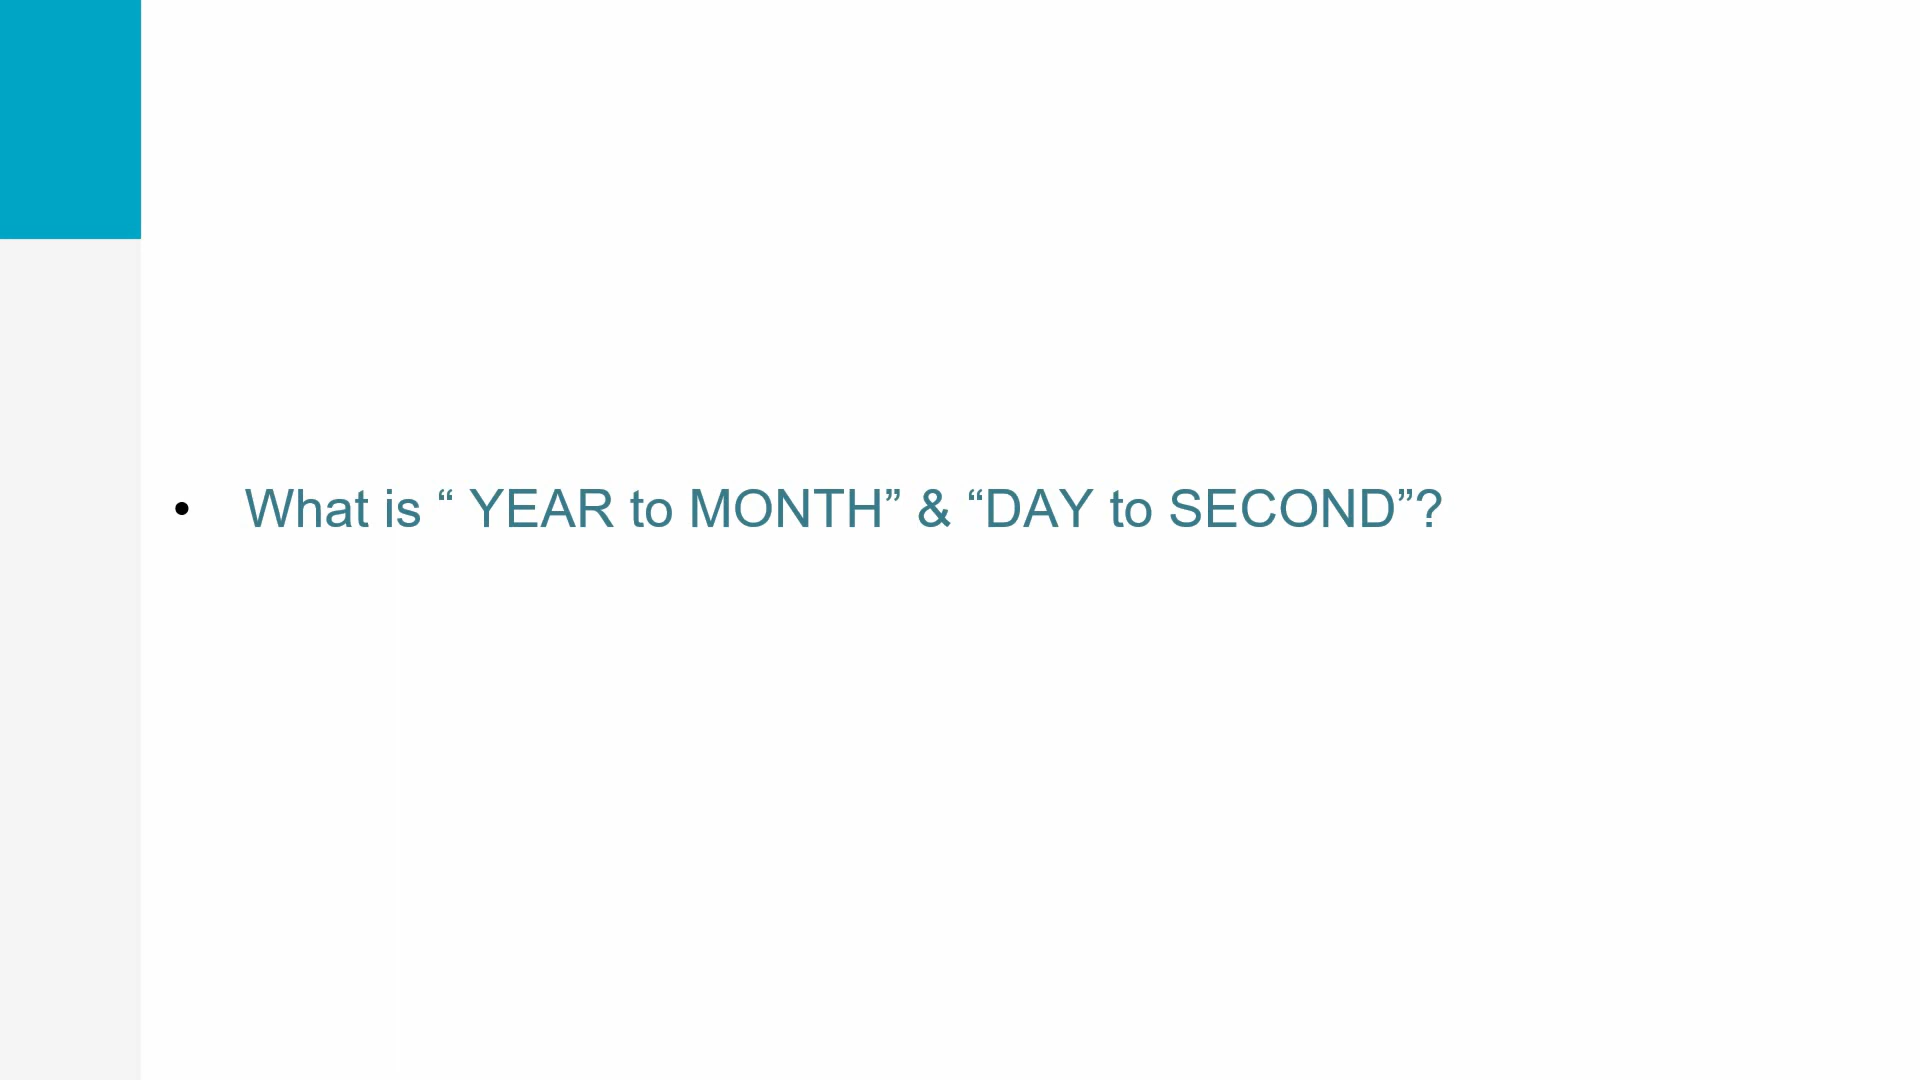 • What is “ YEAR to MONTH” & “DAY to SECOND”?